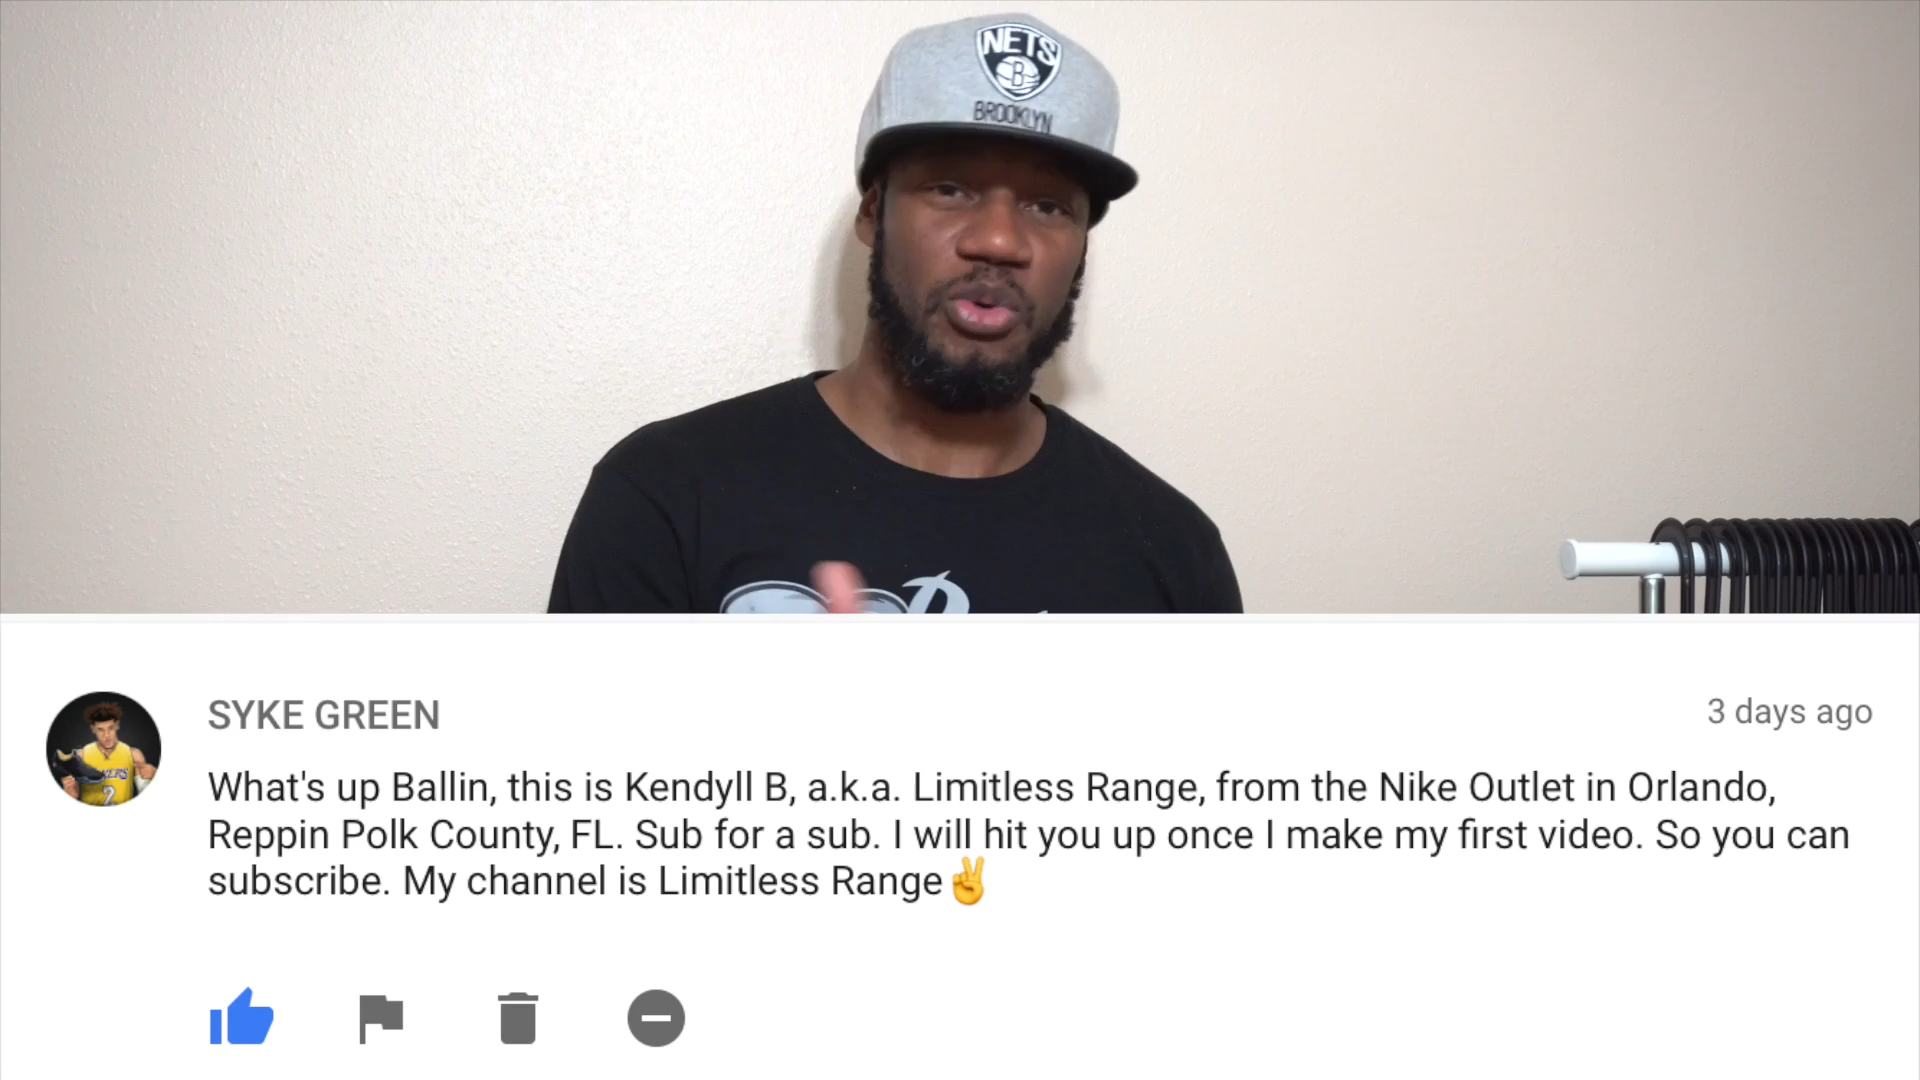 NETS
B
BROOKLYN
SYKE GREEN
3 days ago
What's up Ballin, this is Kendyll B, a.k.a. Limitless Range, from the Nike Outlet in Orlando,
Reppin Polk County, FL. Sub for a sub. I will hit you up once I make my first video. So you can
subscribe. My channel is Limitless Range✌